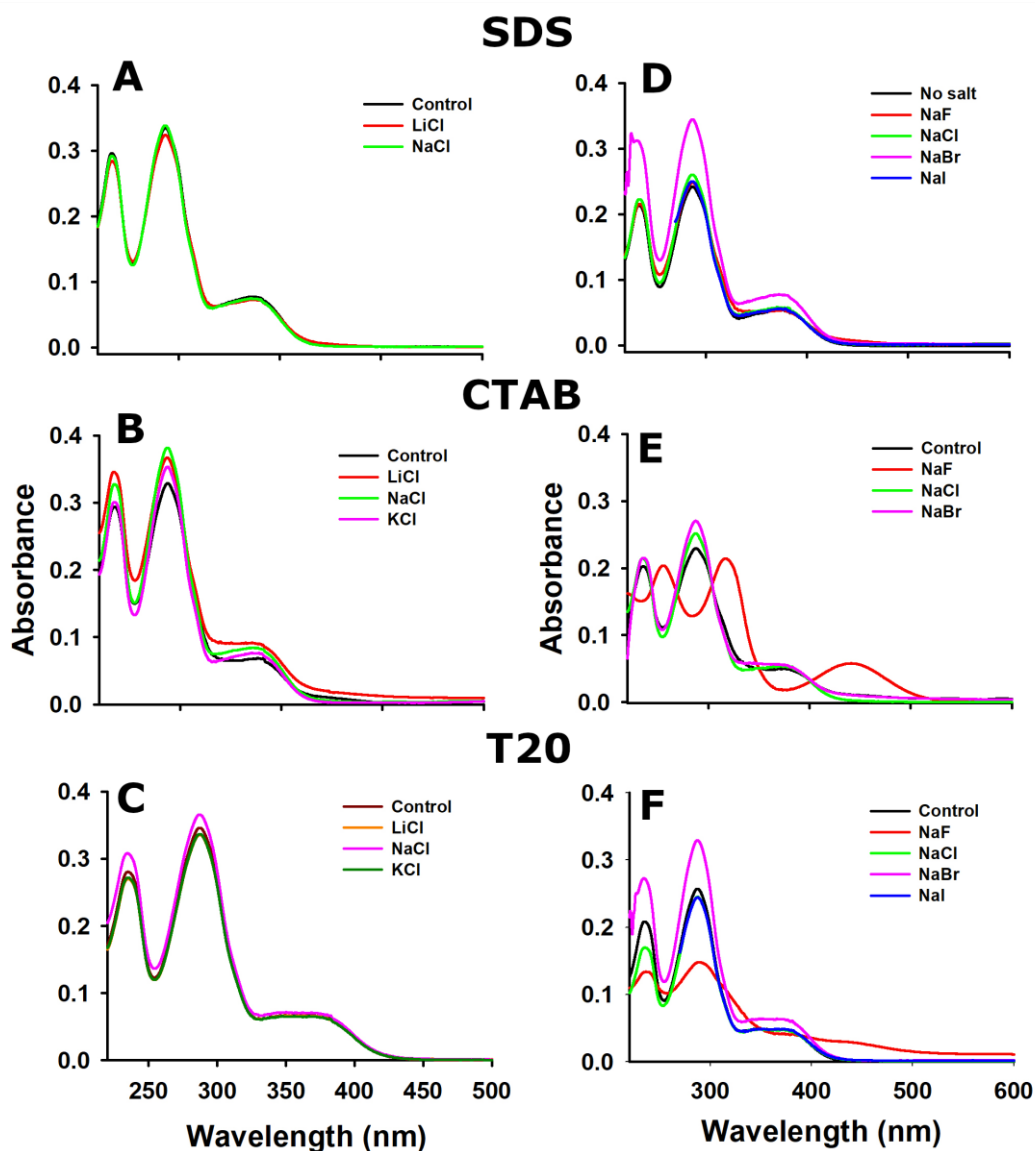 SDS
A
0.4
0.3
0.2
0.1
0.0
Control
LiCl
NaCl
D
0.4
0.3
0.2
0.1
0.0
No salt
NaF
NaCl
NaBr
NaI
CTAB
B
0.4
0.3
0.2
0.1
0.0
Absorbance
Control
LiCl
NaCl
KCl
E
0.4
0.3
0.2
0.1
0.0
Absorbance
Control
NaF
NaCl
NaBr
T20
C
0.4
0.3
0.2
0.1
0.0
Control
LiCl
NaCl
KCl
250 300 350 400 450 500
Wavelength (nm)
F
0.4
0.3
0.2
0.1
0.0
Control
NaF
NaCl
NaBr
NaI
300 400 500 600
Wavelength (nm)